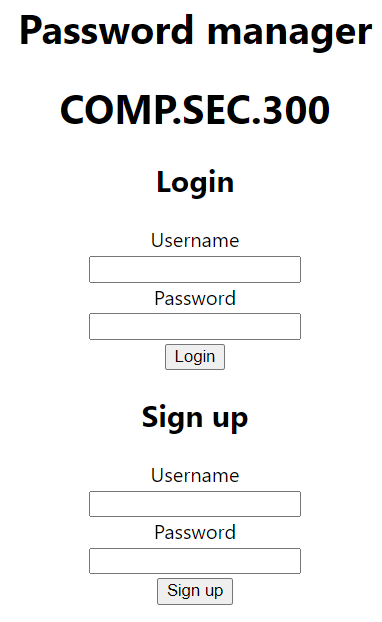 Password manager
COMP.SEC.300
Login
Username
Password
Login
Sign up
Username
Password
Sign up